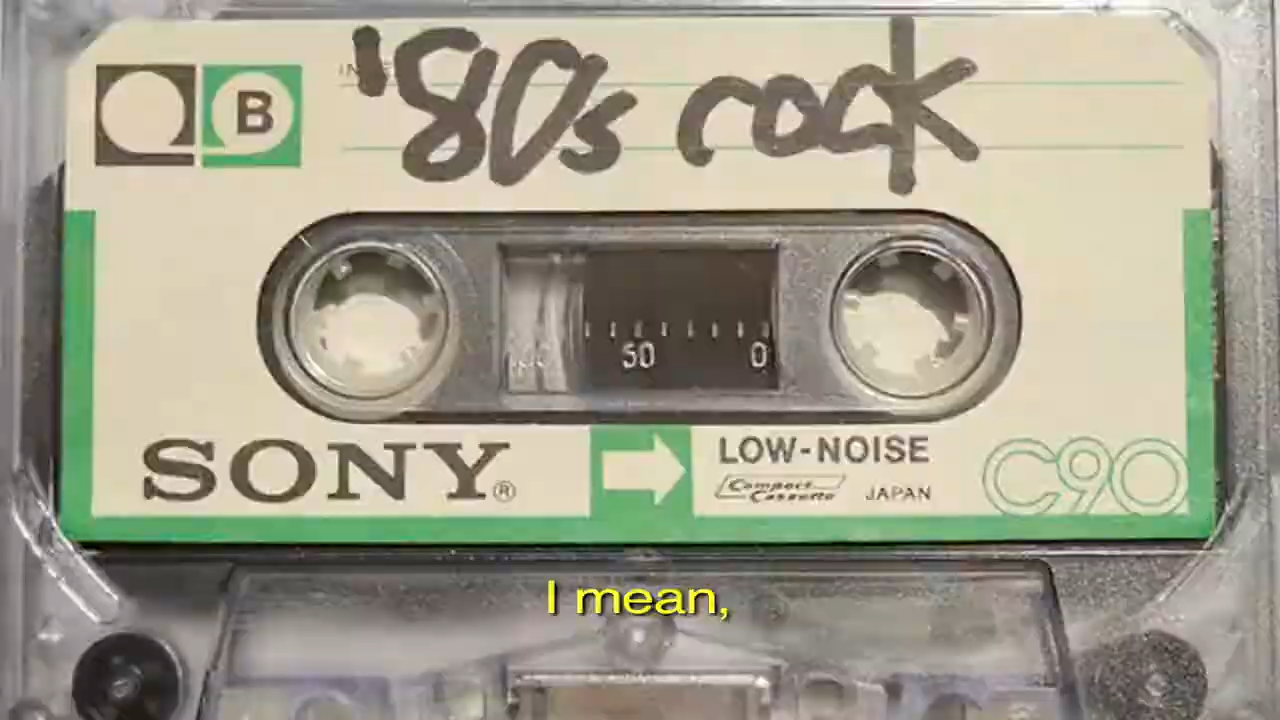 B
'80s rock
50 0
SONY®
LOW-NOISE
Compact
Cassette
JAPAN
C90
I mean,